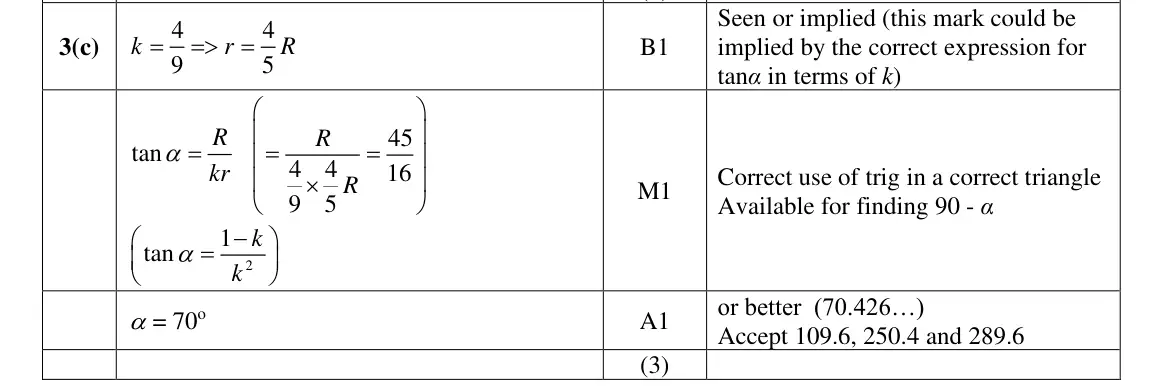 3(c) k = 4/9 => r = 4/5 R B1 Seen or implied (this mark could be
implied by the correct expression for
tanα in terms of k)
tan α = R/kr ( = R/(4/9 × 4/5 R) = 45/16 ) M1 Correct use of trig in a correct triangle
Available for finding 90 - α
( tan α = (1−k)/k² )
α = 70° A1 or better (70.426…)
Accept 109.6, 250.4 and 289.6
(3)